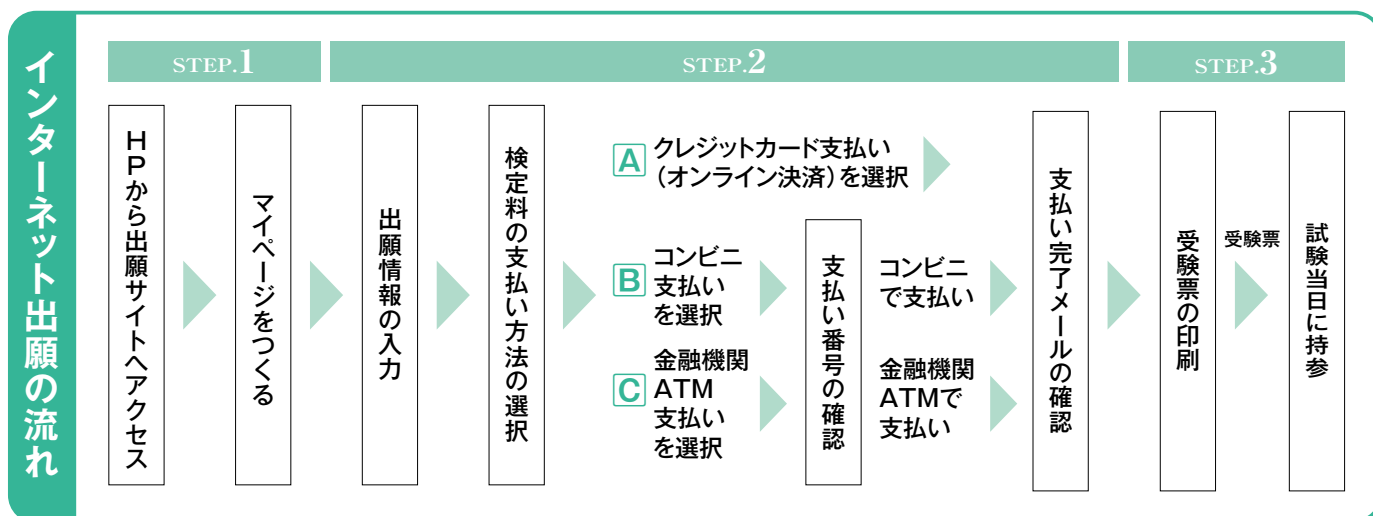 インターネット出願の流れ
STEP.1
STEP.2
STEP.3
HPから出願サイトへアクセス
マイページをつくる
出願情報の入力
検定料の支払い方法の選択
A
クレジットカード支払い
（オンライン決済）を選択
B
コンビニ
支払い
を選択
C
金融機関
ATM
支払い
を選択
支払い番号の確認
コンビニ
で支払い
金融機関
ATMで
支払い
支払い完了メールの確認
受験票の印刷
受験票
試験当日に持参